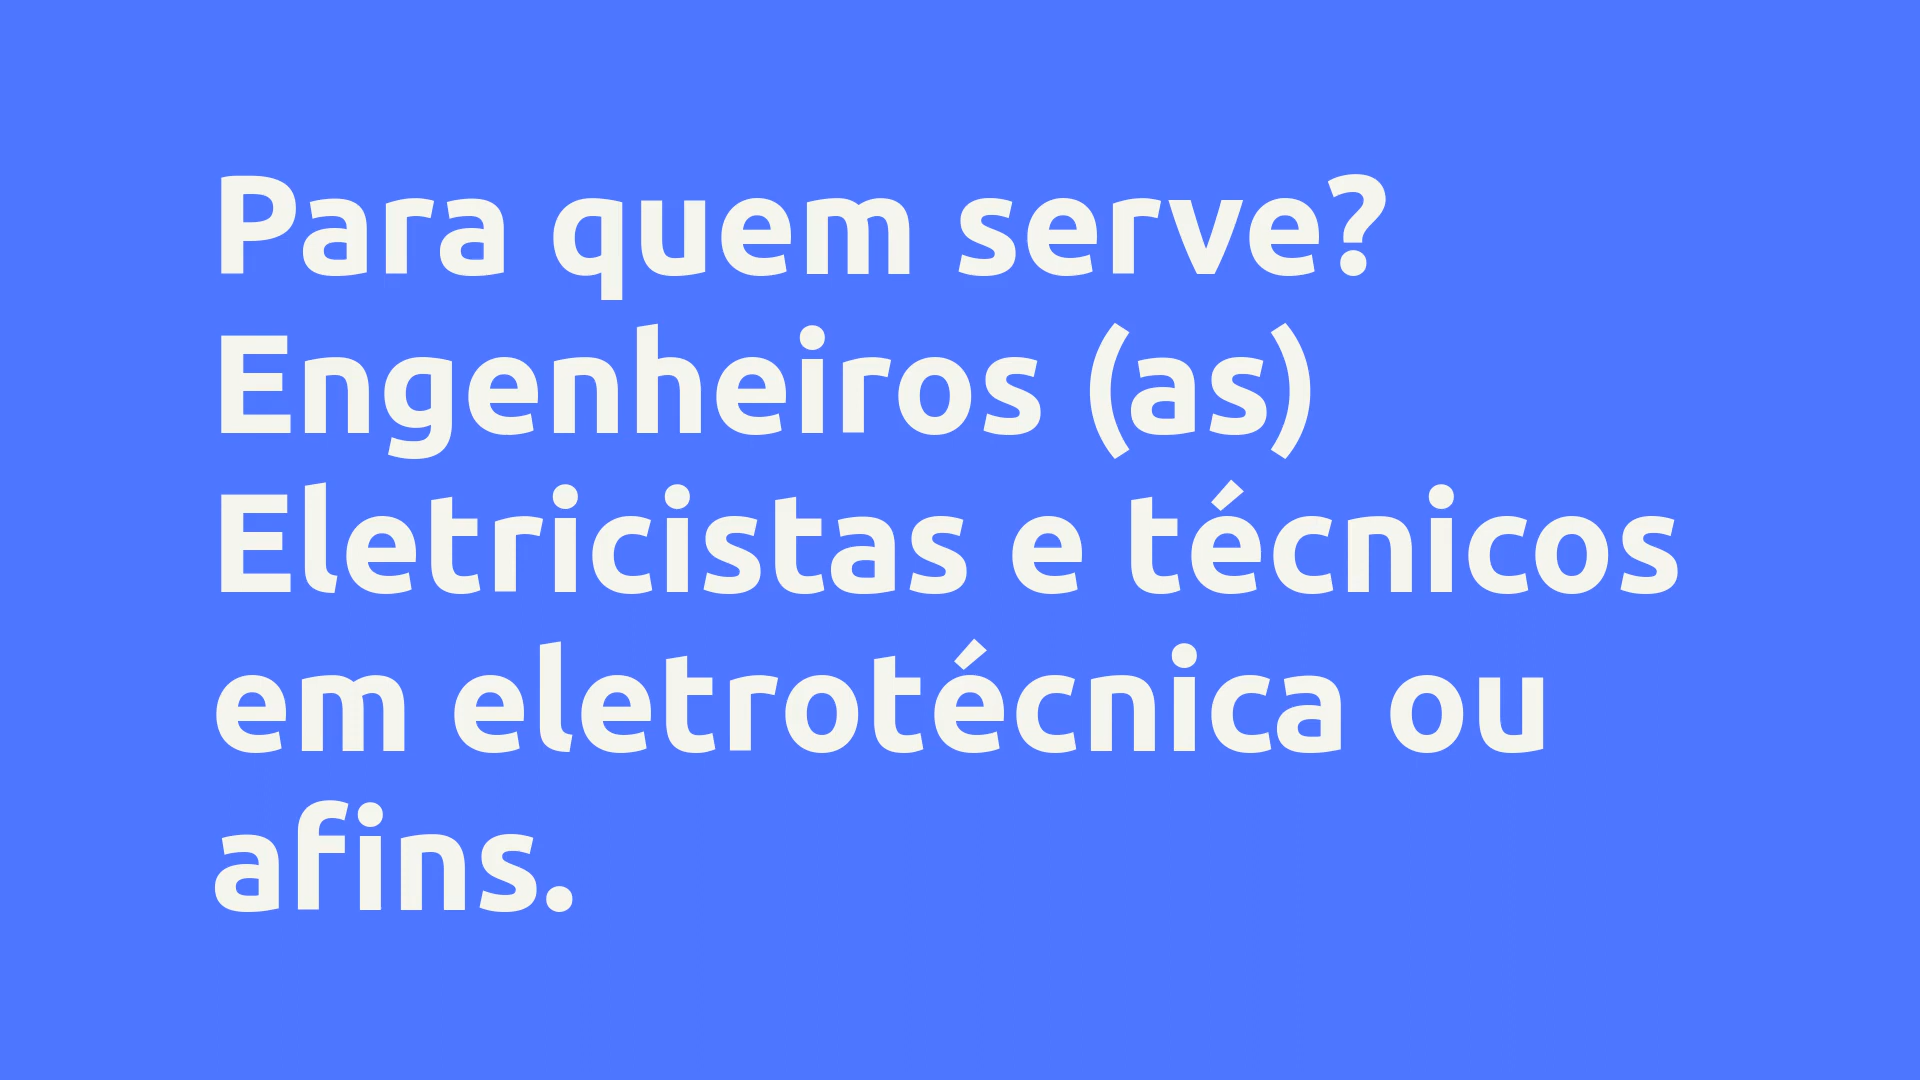 Para quem serve?
Engenheiros (as)
Eletricistas e técnicos
em eletrotécnica ou
afins.